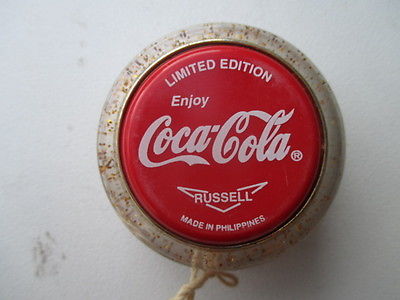 LIMITED EDITION
Enjoy
Coca-Cola®
RUSSELL
MADE IN PHILIPPINES